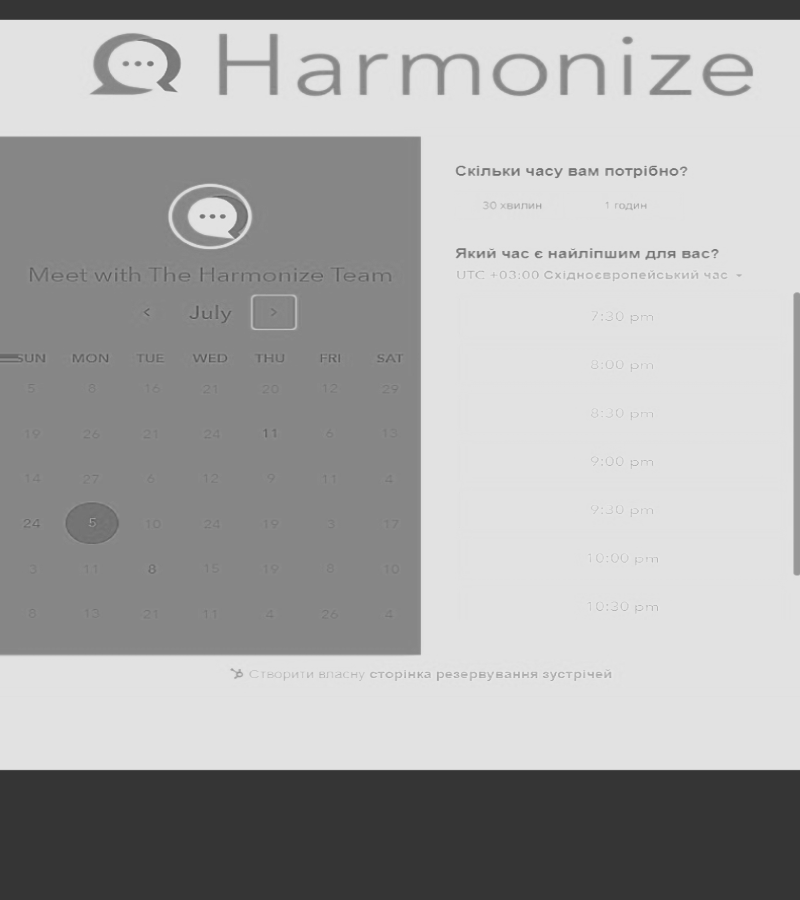 Harmonize
Meet with The Harmonize Team
< July >
SUN MON TUE WED THU FRI SAT
5 8 16 21 20 12 29
19 26 21 24 11 6 13
14 27 6 12 9 11 4
24 5 10 24 19 3 17
3 11 8 15 19 8 10
8 13 21 11 4 26 4
Скільки часу вам потрібно?
30 хвилин 1 годин
Який час є найліпшим для вас?
UTC +03:00 Східноєвропейський час
7:30 pm
8:00 pm
8:30 pm
9:00 pm
9:30 pm
10:00 pm
10:30 pm
Створити власну сторінка резервування зустрічей